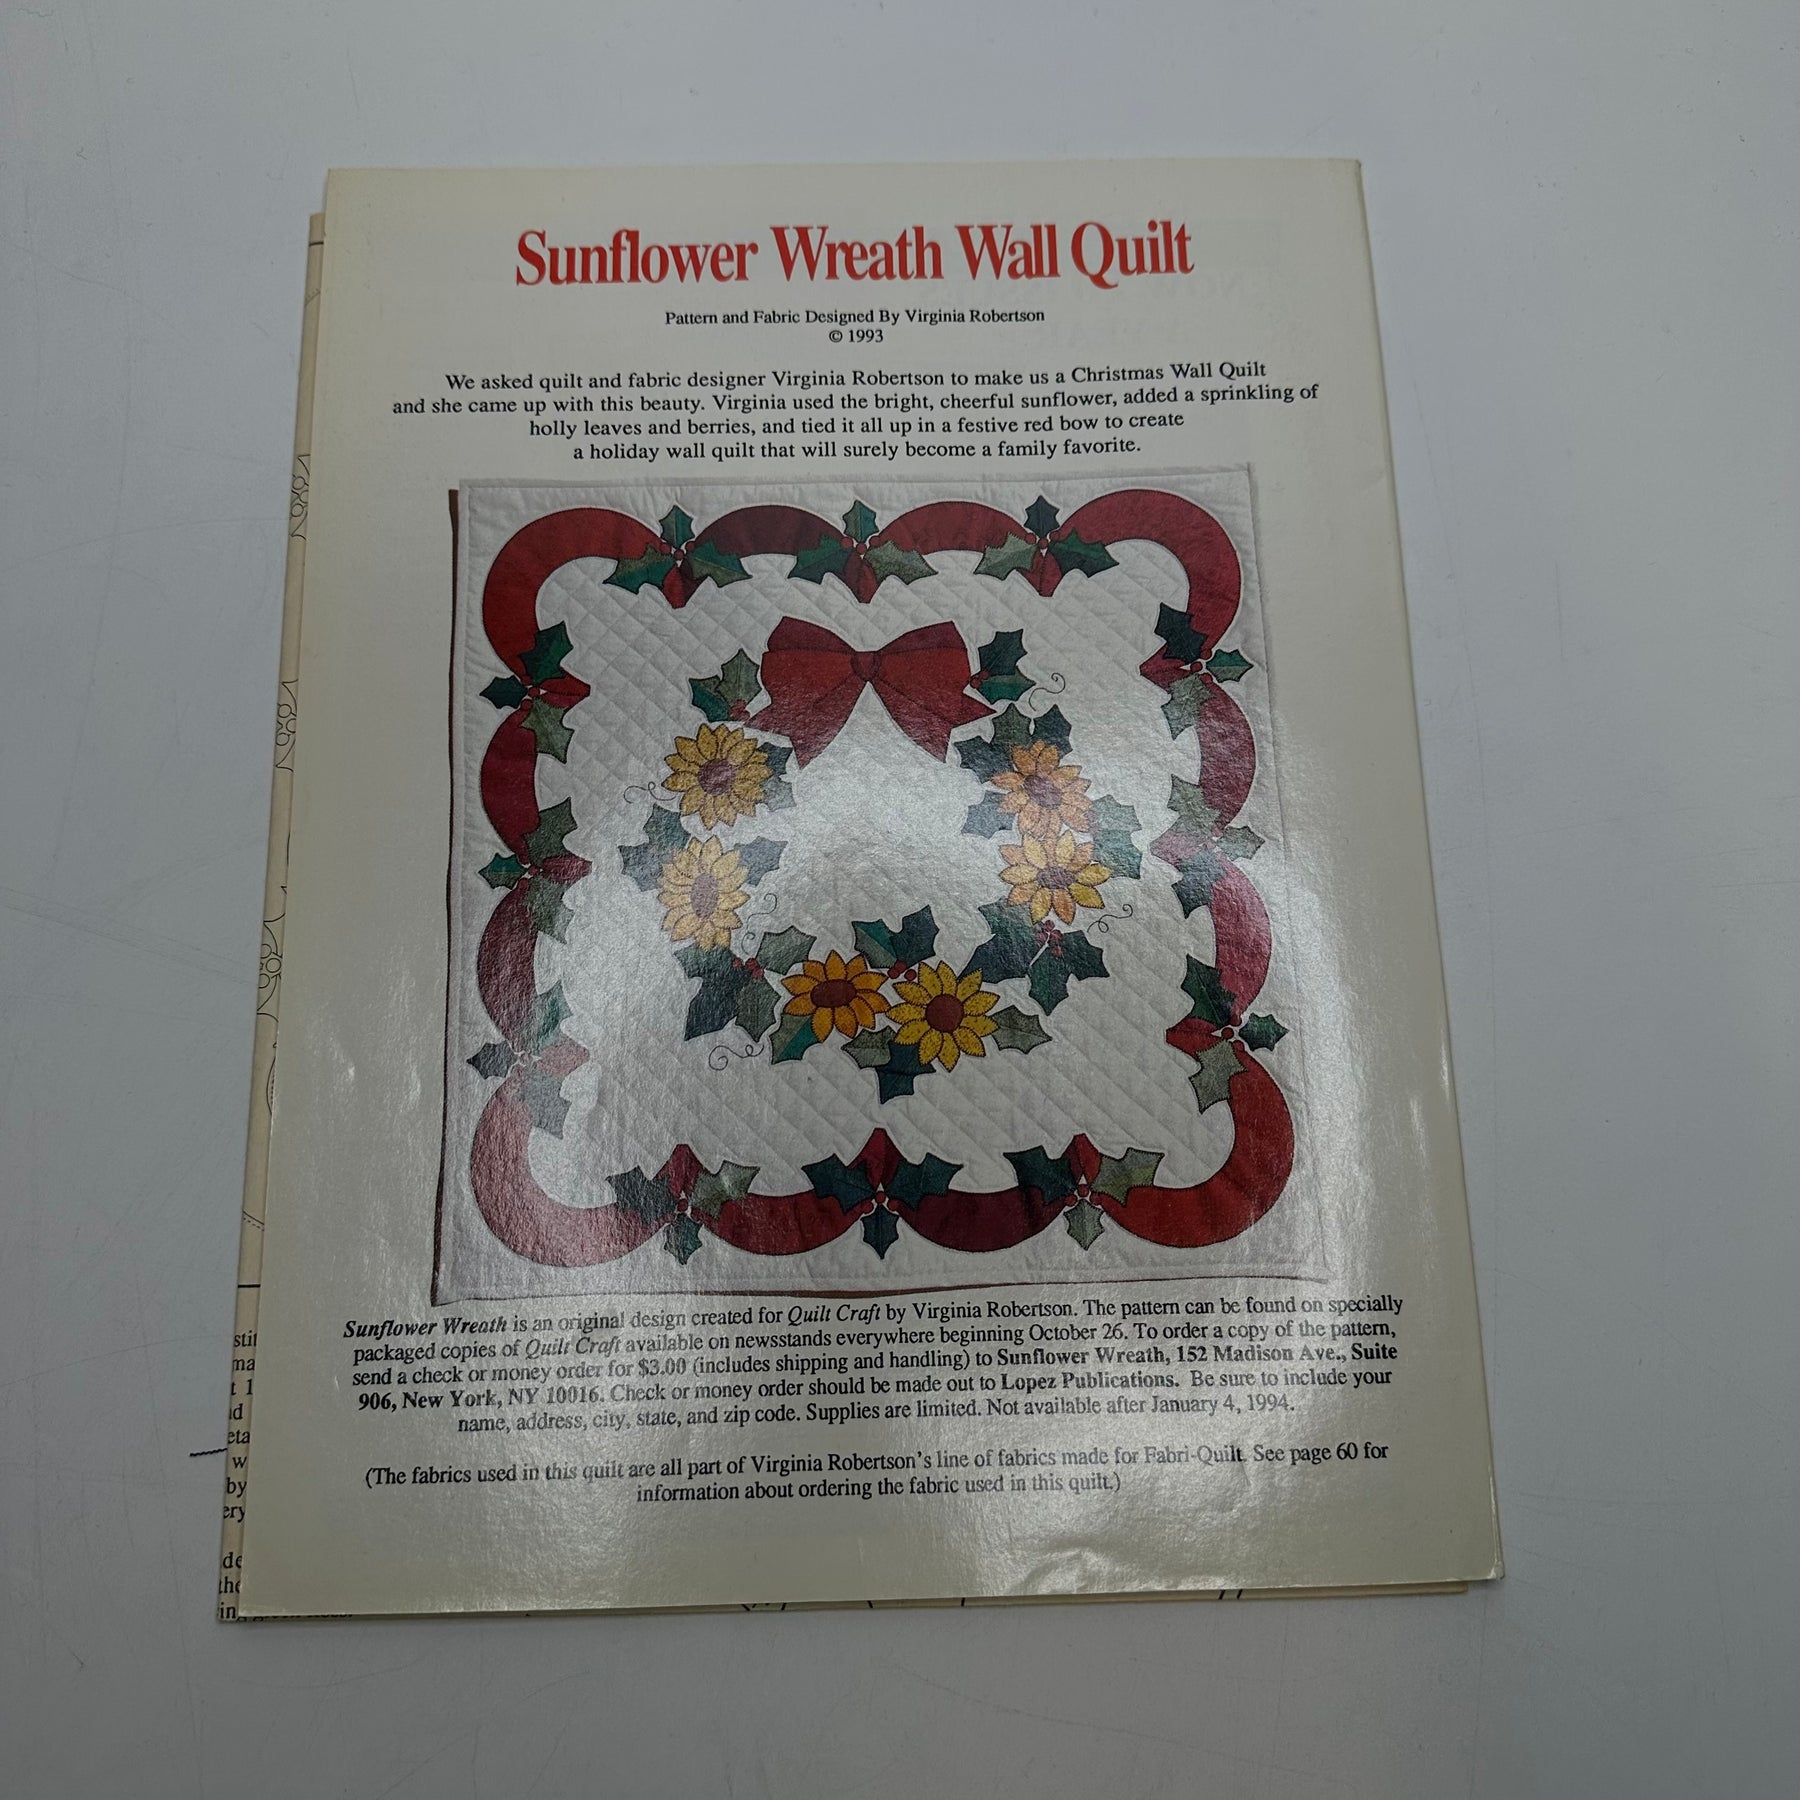 Sunflower Wreath Wall Quilt
Pattern and Fabric Designed By Virginia Robertson
© 1993
We asked quilt and fabric designer Virginia Robertson to make us a Christmas Wall Quilt
and she came up with this beauty. Virginia used the bright, cheerful sunflower, added a sprinkling of
holly leaves and berries, and tied it all up in a festive red bow to create
a holiday wall quilt that will surely become a family favorite.
Sunflower Wreath is an original design created for Quilt Craft by Virginia Robertson. The pattern can be found on specially
packaged copies of Quilt Craft available on newsstands everywhere beginning October 26. To order a copy of the pattern,
send a check or money order for $3.00 (includes shipping and handling) to Sunflower Wreath, 152 Madison Ave., Suite
906, New York, NY 10016. Check or money order should be made out to Lopez Publications. Be sure to include your
name, address, city, state, and zip code. Supplies are limited. Not available after January 4, 1994.
(The fabrics used in this quilt are all part of Virginia Robertson's line of fabrics made for Fabri-Quilt. See page 60 for
information about ordering the fabric used in this quilt.)